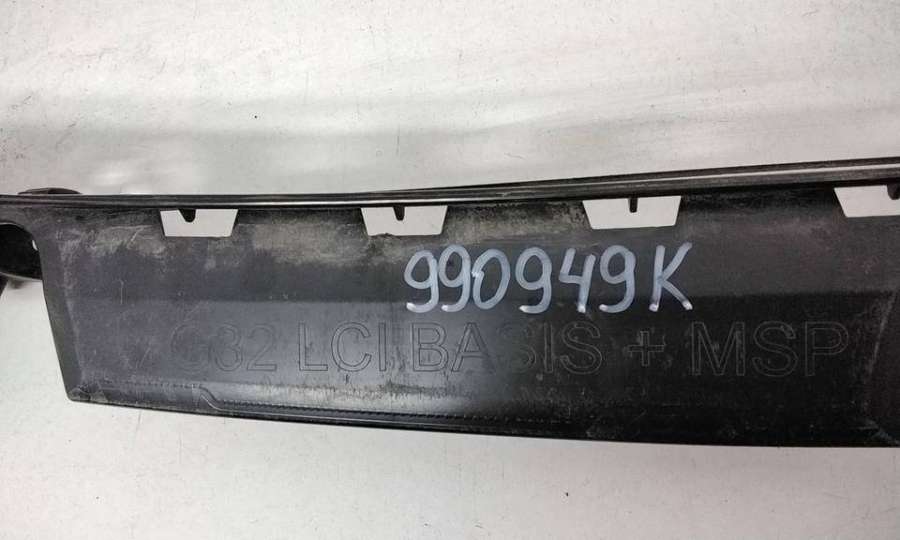 990949K
G32 LCI BASIS + MSP